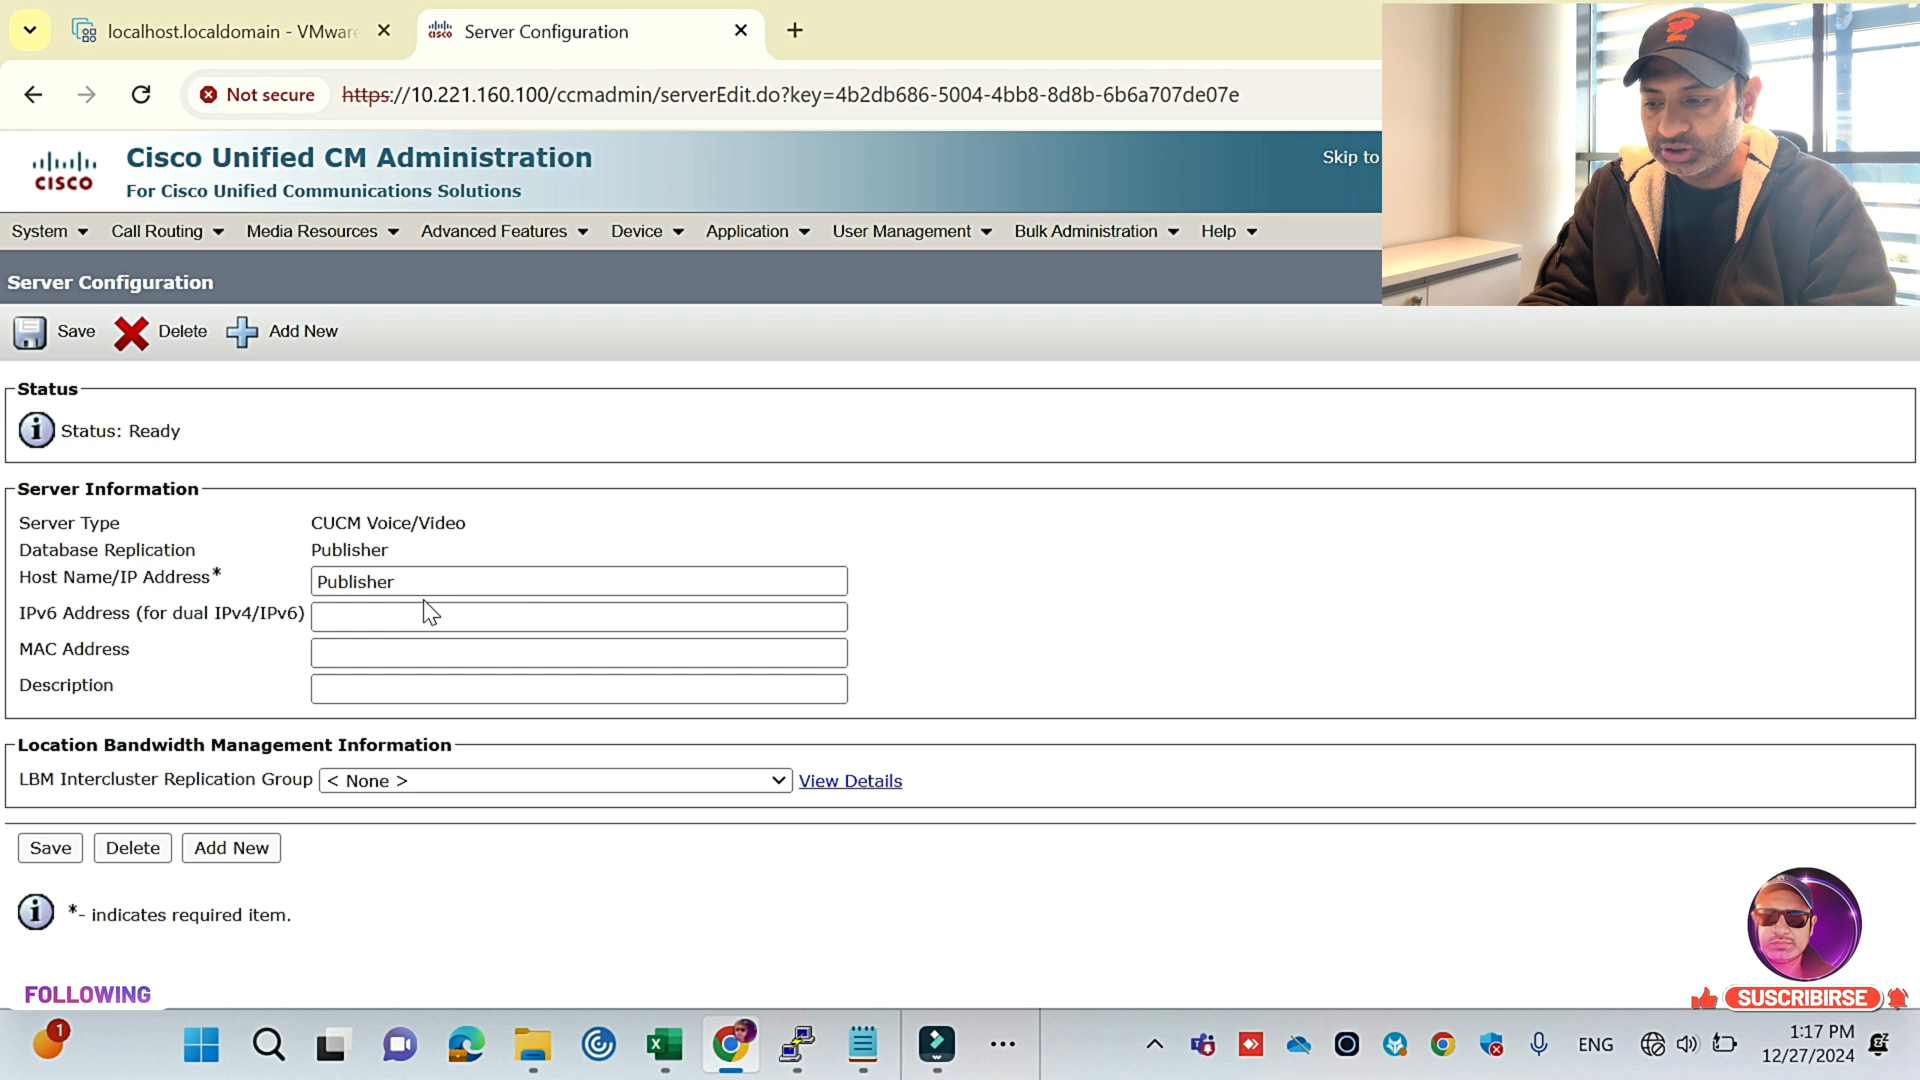 localhost.localdomain - VMware
Server Configuration
Not secure
https://10.221.160.100/ccmadmin/serverEdit.do?key=4b2db686-5004-4bb8-8d8b-6b6a707de07e
CISCO
Cisco Unified CM Administration
For Cisco Unified Communications Solutions
Skip to
System
Call Routing
Media Resources
Advanced Features
Device
Application
User Management
Bulk Administration
Help
Server Configuration
Save
Delete
Add New
Status
Status: Ready
Server Information
Server Type CUCM Voice/Video
Database Replication Publisher
Host Name/IP Address* Publisher
IPv6 Address (for dual IPv4/IPv6)
MAC Address
Description
Location Bandwidth Management Information
LBM Intercluster Replication Group < None > View Details
Save
Delete
Add New
*- indicates required item.
FOLLOWING
SUSCRIBIRSE
1
ENG
1:17 PM
12/27/2024